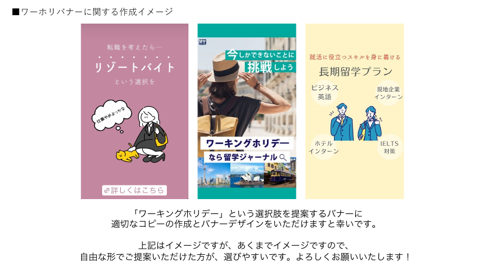 ■ワーホリバナーに関する作成イメージ
転職を考えたら…
リゾートバイト
という選択を
仕事やめよっかな
詳しくはこちら
今しかできないことに
挑戦しよう
ワーキングホリデー
なら留学ジャーナル
就活に役立つスキルを身に着ける
長期留学プラン
ビジネス
英語
現地企業
インターン
ホテル
インターン
IELTS
対策
「ワーキングホリデー」という選択肢を提案するバナーに
適切なコピーの作成とバナーデザインをいただけますと幸いです。
上記はイメージですが、あくまでイメージですので、
自由な形でご提案いただけた方が、選びやすいです。よろしくお願いいたします！